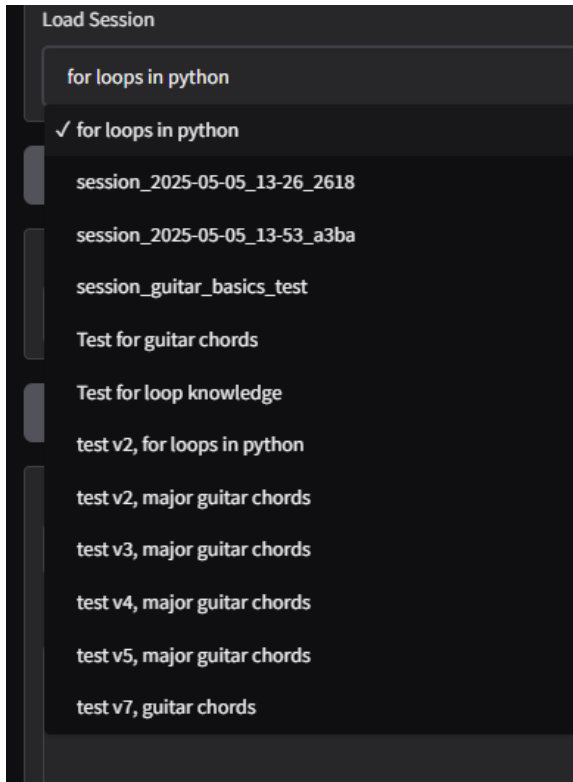 Load Session
for loops in python
✓ for loops in python
session_2025-05-05_13-26_2618
session_2025-05-05_13-53_a3ba
session_guitar_basics_test
Test for guitar chords
Test for loop knowledge
test v2, for loops in python
test v2, major guitar chords
test v3, major guitar chords
test v4, major guitar chords
test v5, major guitar chords
test v7, guitar chords